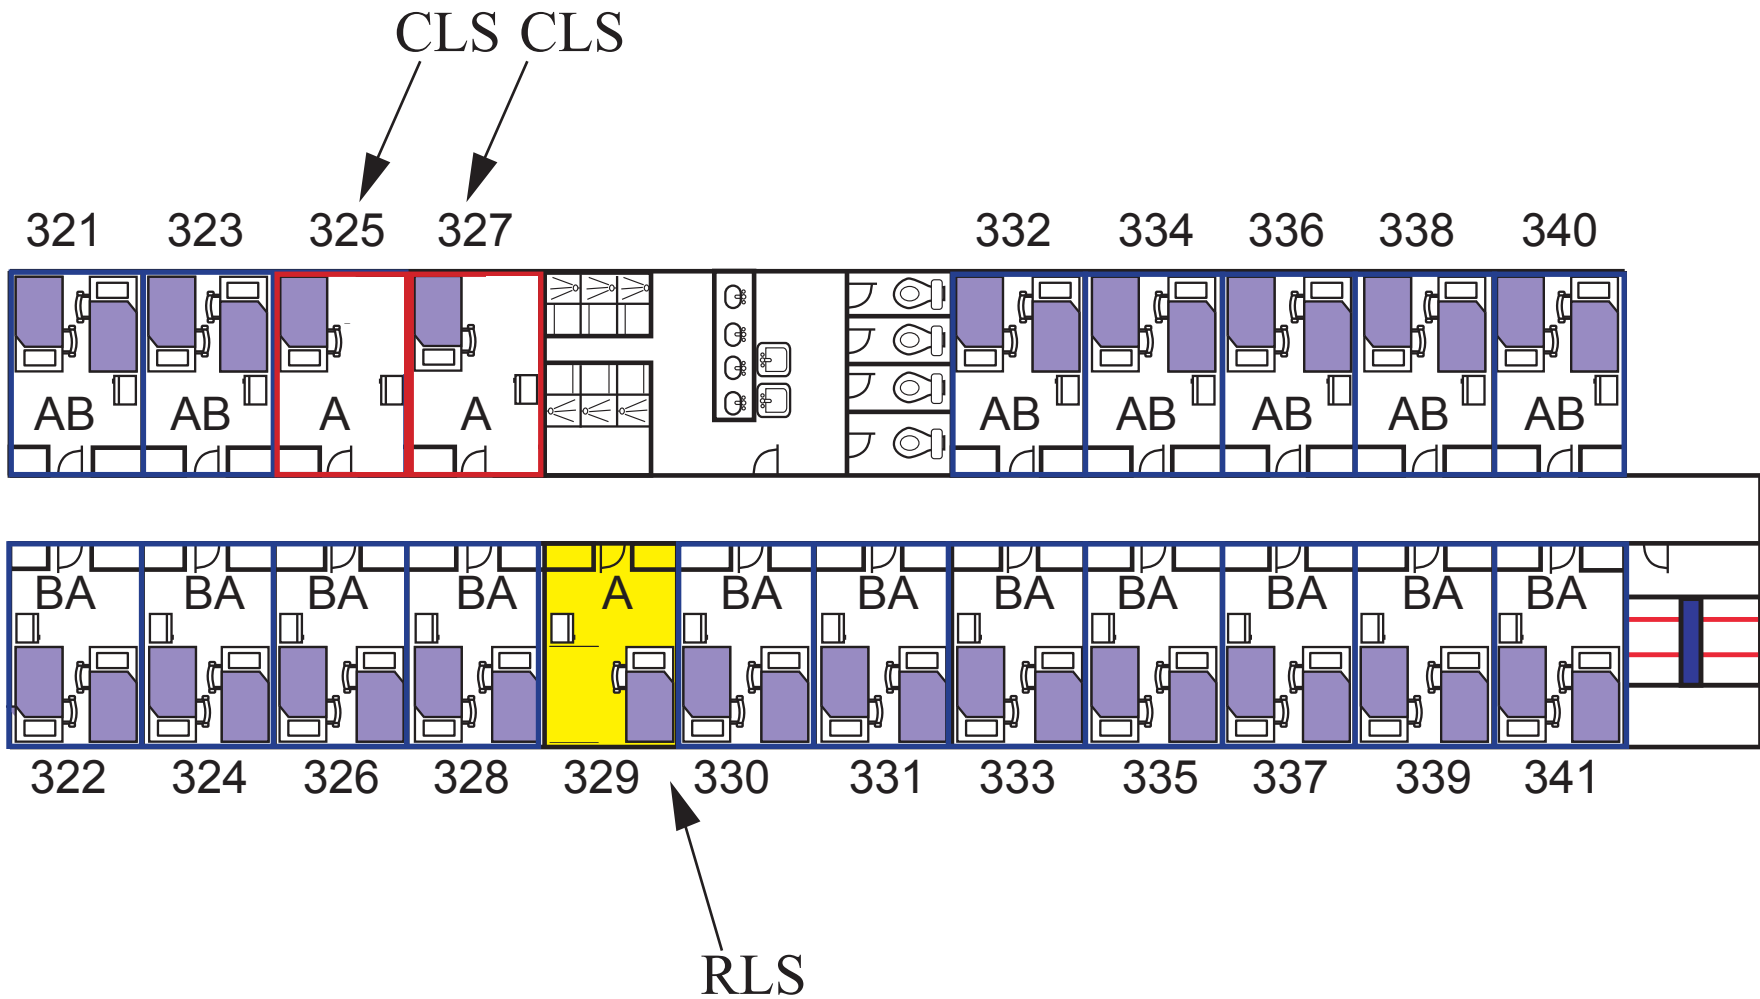 CLS CLS
321 323 325 327 332 334 336 338 340
AB AB A A AB AB AB AB AB
BA BA BA BA A BA BA BA BA BA BA BA
322 324 326 328 329 330 331 333 335 337 339 341
RLS